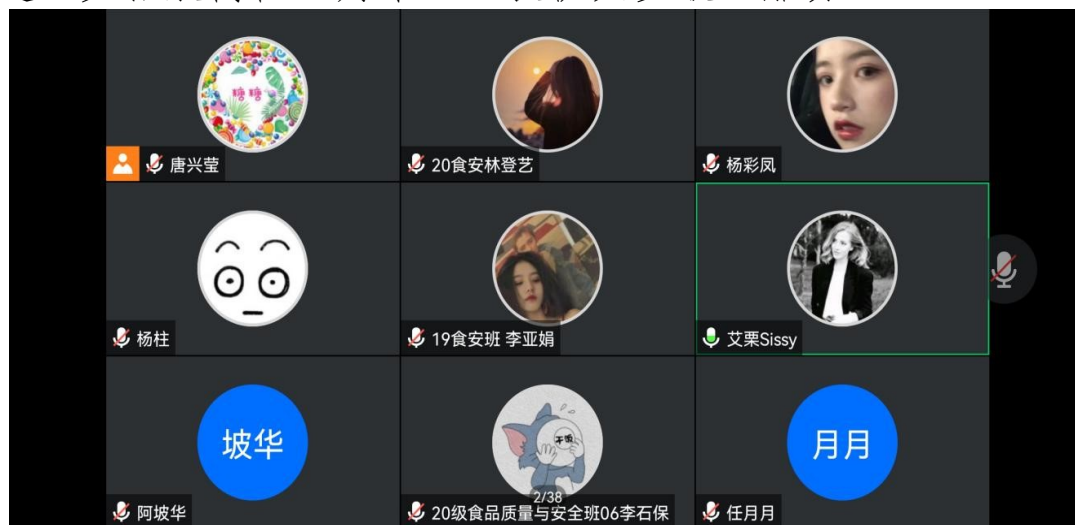 糖糖
唐兴莹
20食安林登艺
杨彩凤
杨柱
19食安班 李亚娟
艾栗Sissy
坡华
阿坡华
干饭
2/38
20级食品质量与安全班06李石保
月月
任月月